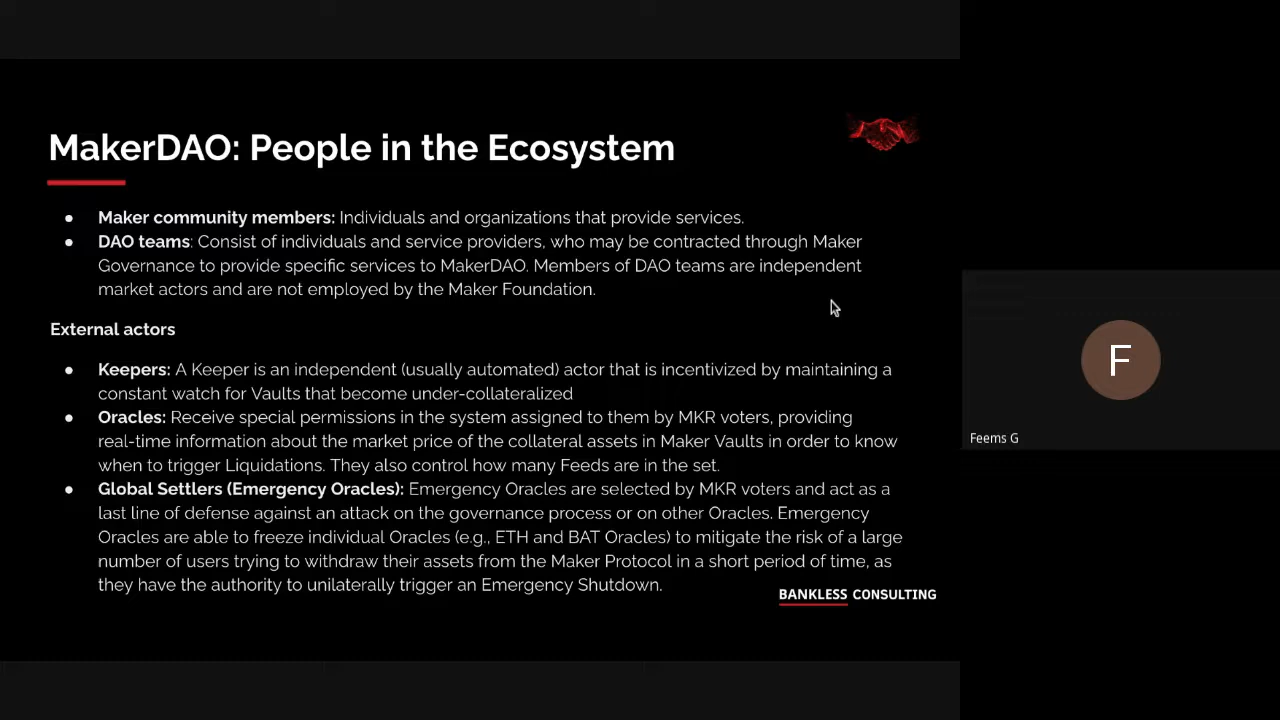 MakerDAO: People in the Ecosystem
● Maker community members: Individuals and organizations that provide services.
● DAO teams: Consist of individuals and service providers, who may be contracted through Maker
Governance to provide specific services to MakerDAO. Members of DAO teams are independent
market actors and are not employed by the Maker Foundation.
External actors
● Keepers: A Keeper is an independent (usually automated) actor that is incentivized by maintaining a
constant watch for Vaults that become under-collateralized
● Oracles: Receive special permissions in the system assigned to them by MKR voters, providing
real-time information about the market price of the collateral assets in Maker Vaults in order to know
when to trigger Liquidations. They also control how many Feeds are in the set.
● Global Settlers (Emergency Oracles): Emergency Oracles are selected by MKR voters and act as a
last line of defense against an attack on the governance process or on other Oracles. Emergency
Oracles are able to freeze individual Oracles (e.g., ETH and BAT Oracles) to mitigate the risk of a large
number of users trying to withdraw their assets from the Maker Protocol in a short period of time, as
they have the authority to unilaterally trigger an Emergency Shutdown.
BANKLESS CONSULTING
F
Feems G